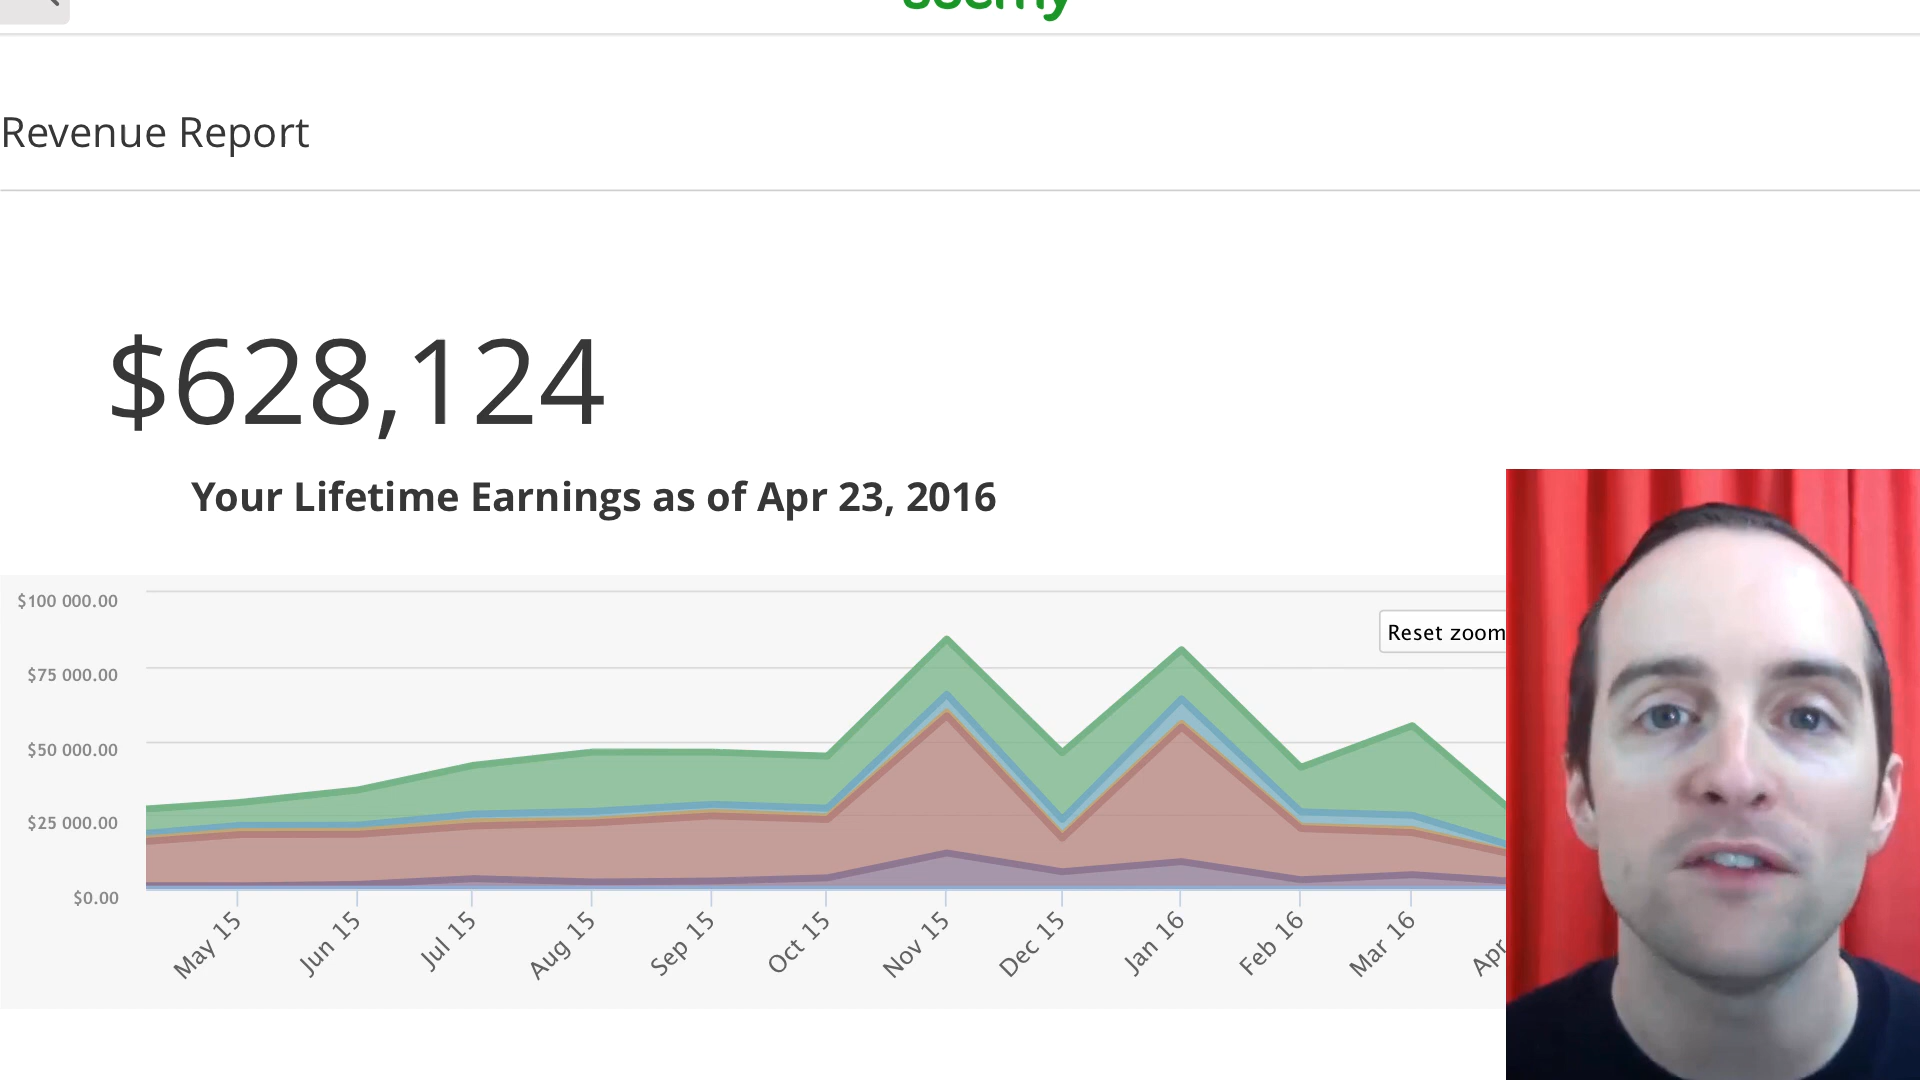 Revenue Report
$628,124
Your Lifetime Earnings as of Apr 23, 2016
$100 000.00
Reset zoom
$75 000.00
$50 000.00
$25 000.00
$0.00
May 15
Jun 15
Jul 15
Aug 15
Sep 15
Oct 15
Nov 15
Dec 15
Jan 16
Feb 16
Mar 16
Apr